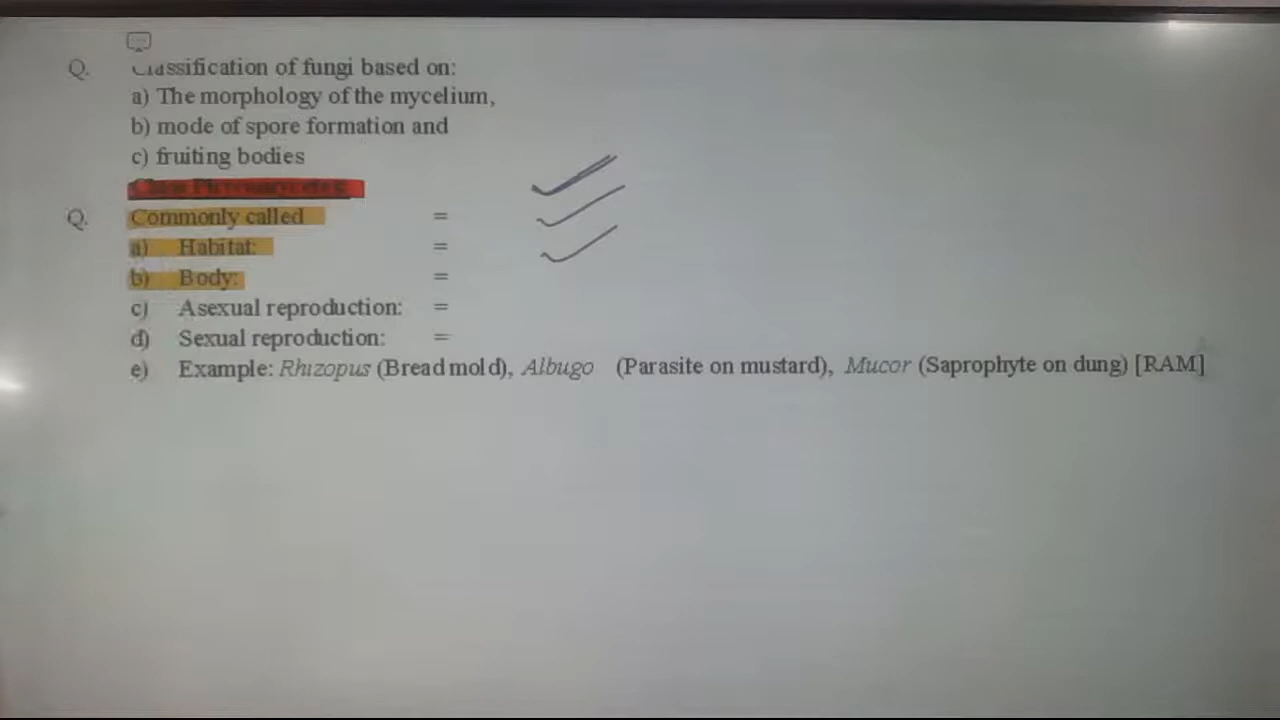 Q. Classification of fungi based on:
a) The morphology of the mycelium,
b) mode of spore formation and
c) fruiting bodies
Q. Commonly called =
a) Habitat: =
b) Body: =
c) Asexual reproduction: =
d) Sexual reproduction: =
e) Example: Rhizopus (Bread mold), Albugo (Parasite on mustard), Mucor (Saprophyte on dung) [RAM]